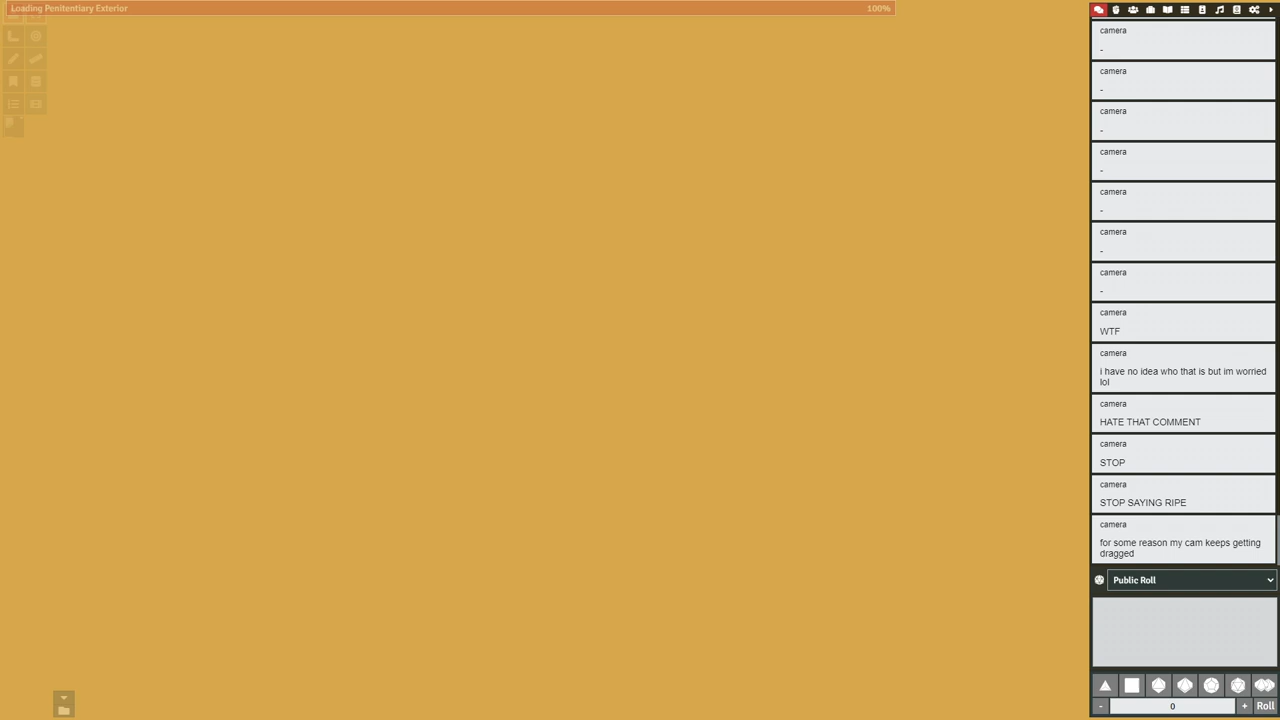 Loading Penitentiary Exterior 100%
camera
-
camera
-
camera
-
camera
-
camera
-
camera
-
camera
-
camera
WTF
camera
i have no idea who that is but im worried
lol
camera
HATE THAT COMMENT
camera
STOP
camera
STOP SAYING RIPE
camera
for some reason my cam keeps getting
dragged
Public Roll
- 0 + Roll